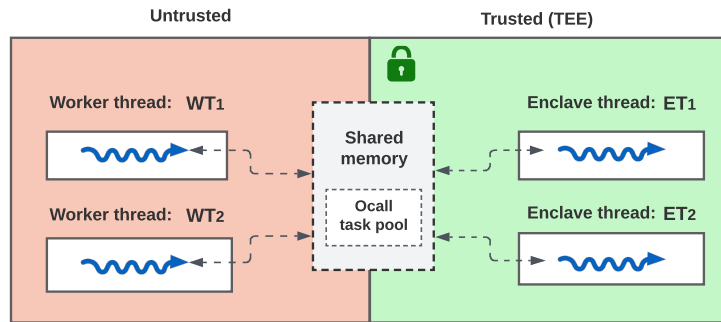 Untrusted
Trusted (TEE)
Worker thread: WT1
Enclave thread: ET1
Shared
memory
Ocall
task pool
Worker thread: WT2
Enclave thread: ET2